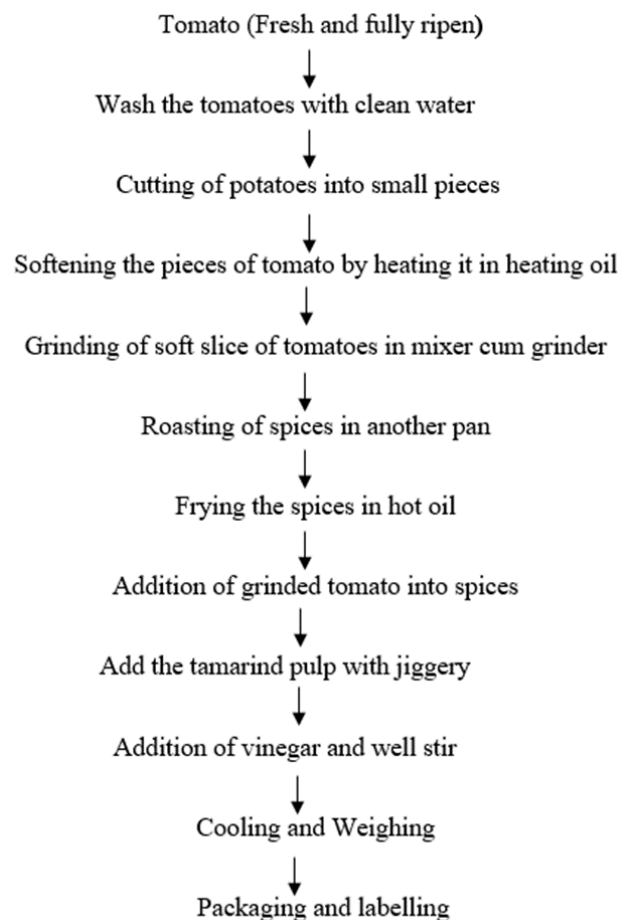 Tomato (Fresh and fully ripen)
Wash the tomatoes with clean water
Cutting of potatoes into small pieces
Softening the pieces of tomato by heating it in heating oil
Grinding of soft slice of tomatoes in mixer cum grinder
Roasting of spices in another pan
Frying the spices in hot oil
Addition of grinded tomato into spices
Add the tamarind pulp with jiggery
Addition of vinegar and well stir
Cooling and Weighing
Packaging and labelling